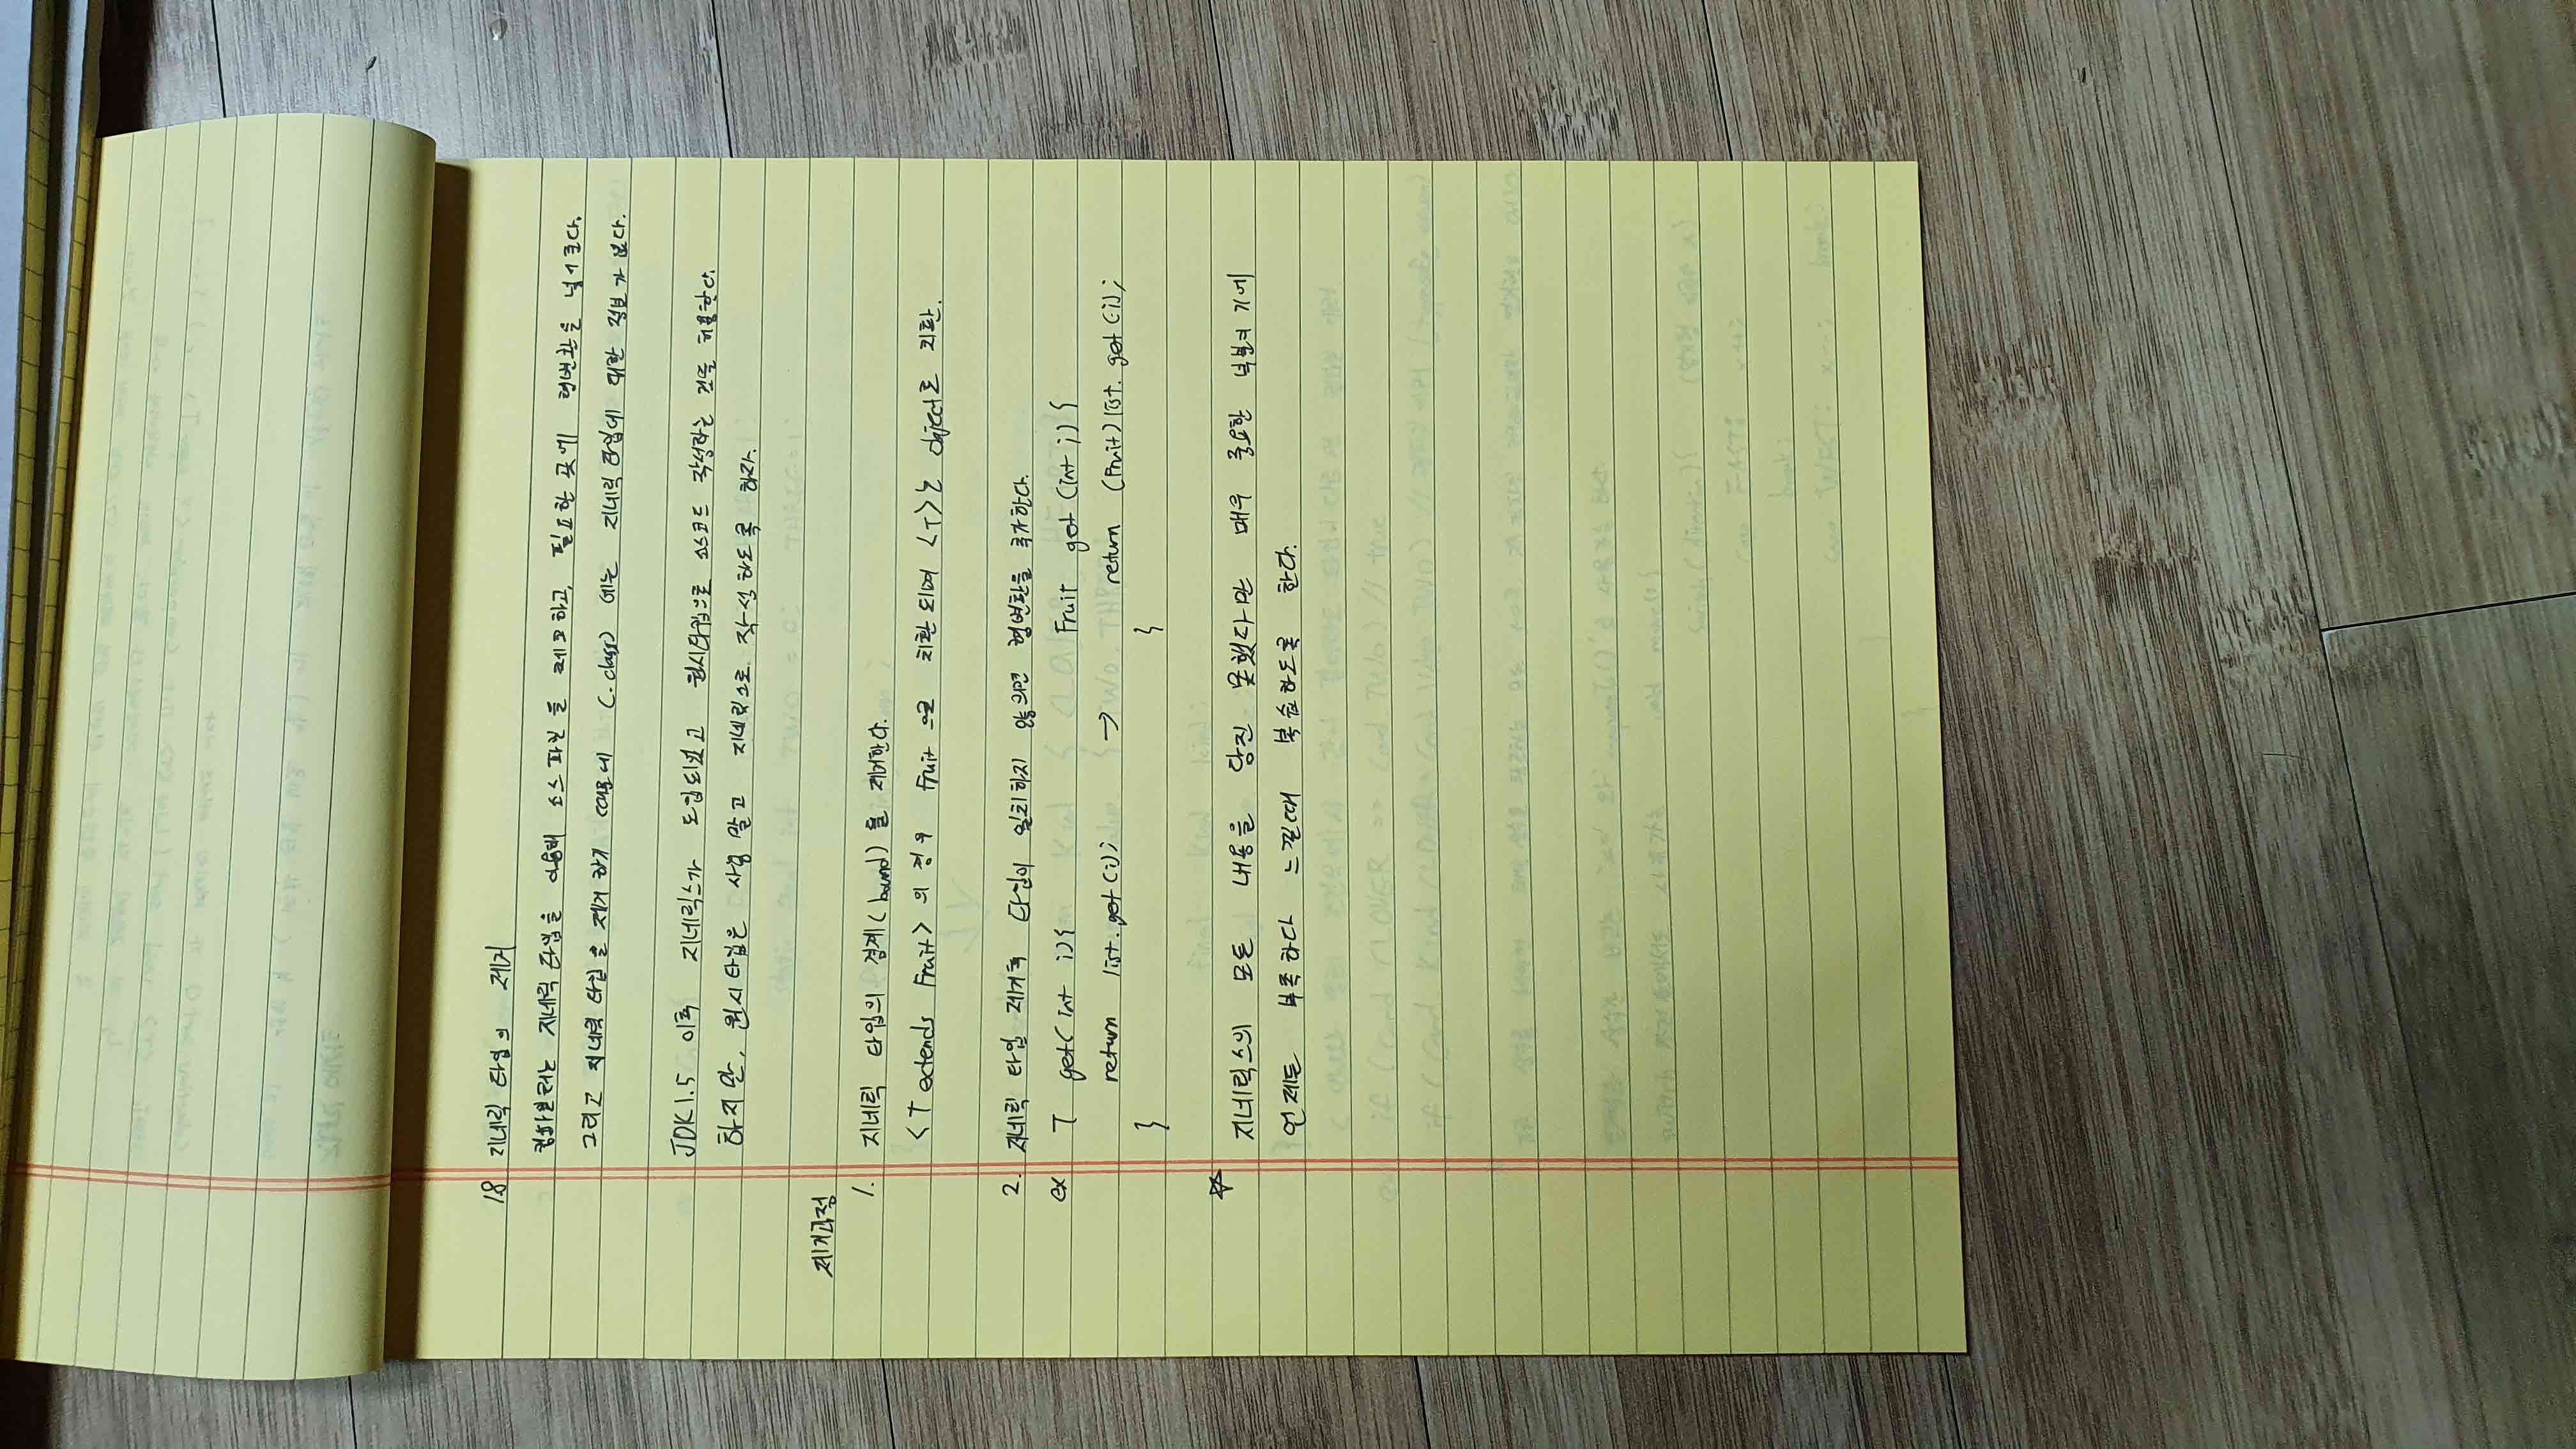 1.8 지네릭 타입의 제거
컴파일러는 지네릭 타입을 이용해 소스파일을 체크하고, 필요한 곳에 형변환을 넣어준다.
그리고 지네릭 타입을 제거하기 때문에 (.class) 에는 지네릭 타입에 대한 정보가 없다.
JDK1.5 이후 지네릭스가 도입되었고 원시타입으로 소스코드 작성하는 것을 허용한다.
하지만, 원시타입은 사용 말고 지네릭스로 작성하도록 하자.
제거과정
1. 지네릭 타입의 경계(bound)를 제거한다.
<T extends Fruit> 의 경우 Fruit으로 치환되며 <T>는 object로 치환.
2. 지네릭 타입 제거후 타입이 일치하지 않으면 형변환을 추가한다.
ex T get(int i){ Fruit get(int i){
return list.get(i); → return (Fruit)list.get(i);
} }
☆ 지네릭스의 모든 내용을 담진 못했다만 매우 중요한 부분이기에
언제든 부족하다 느낄때 복습하도록 한다.